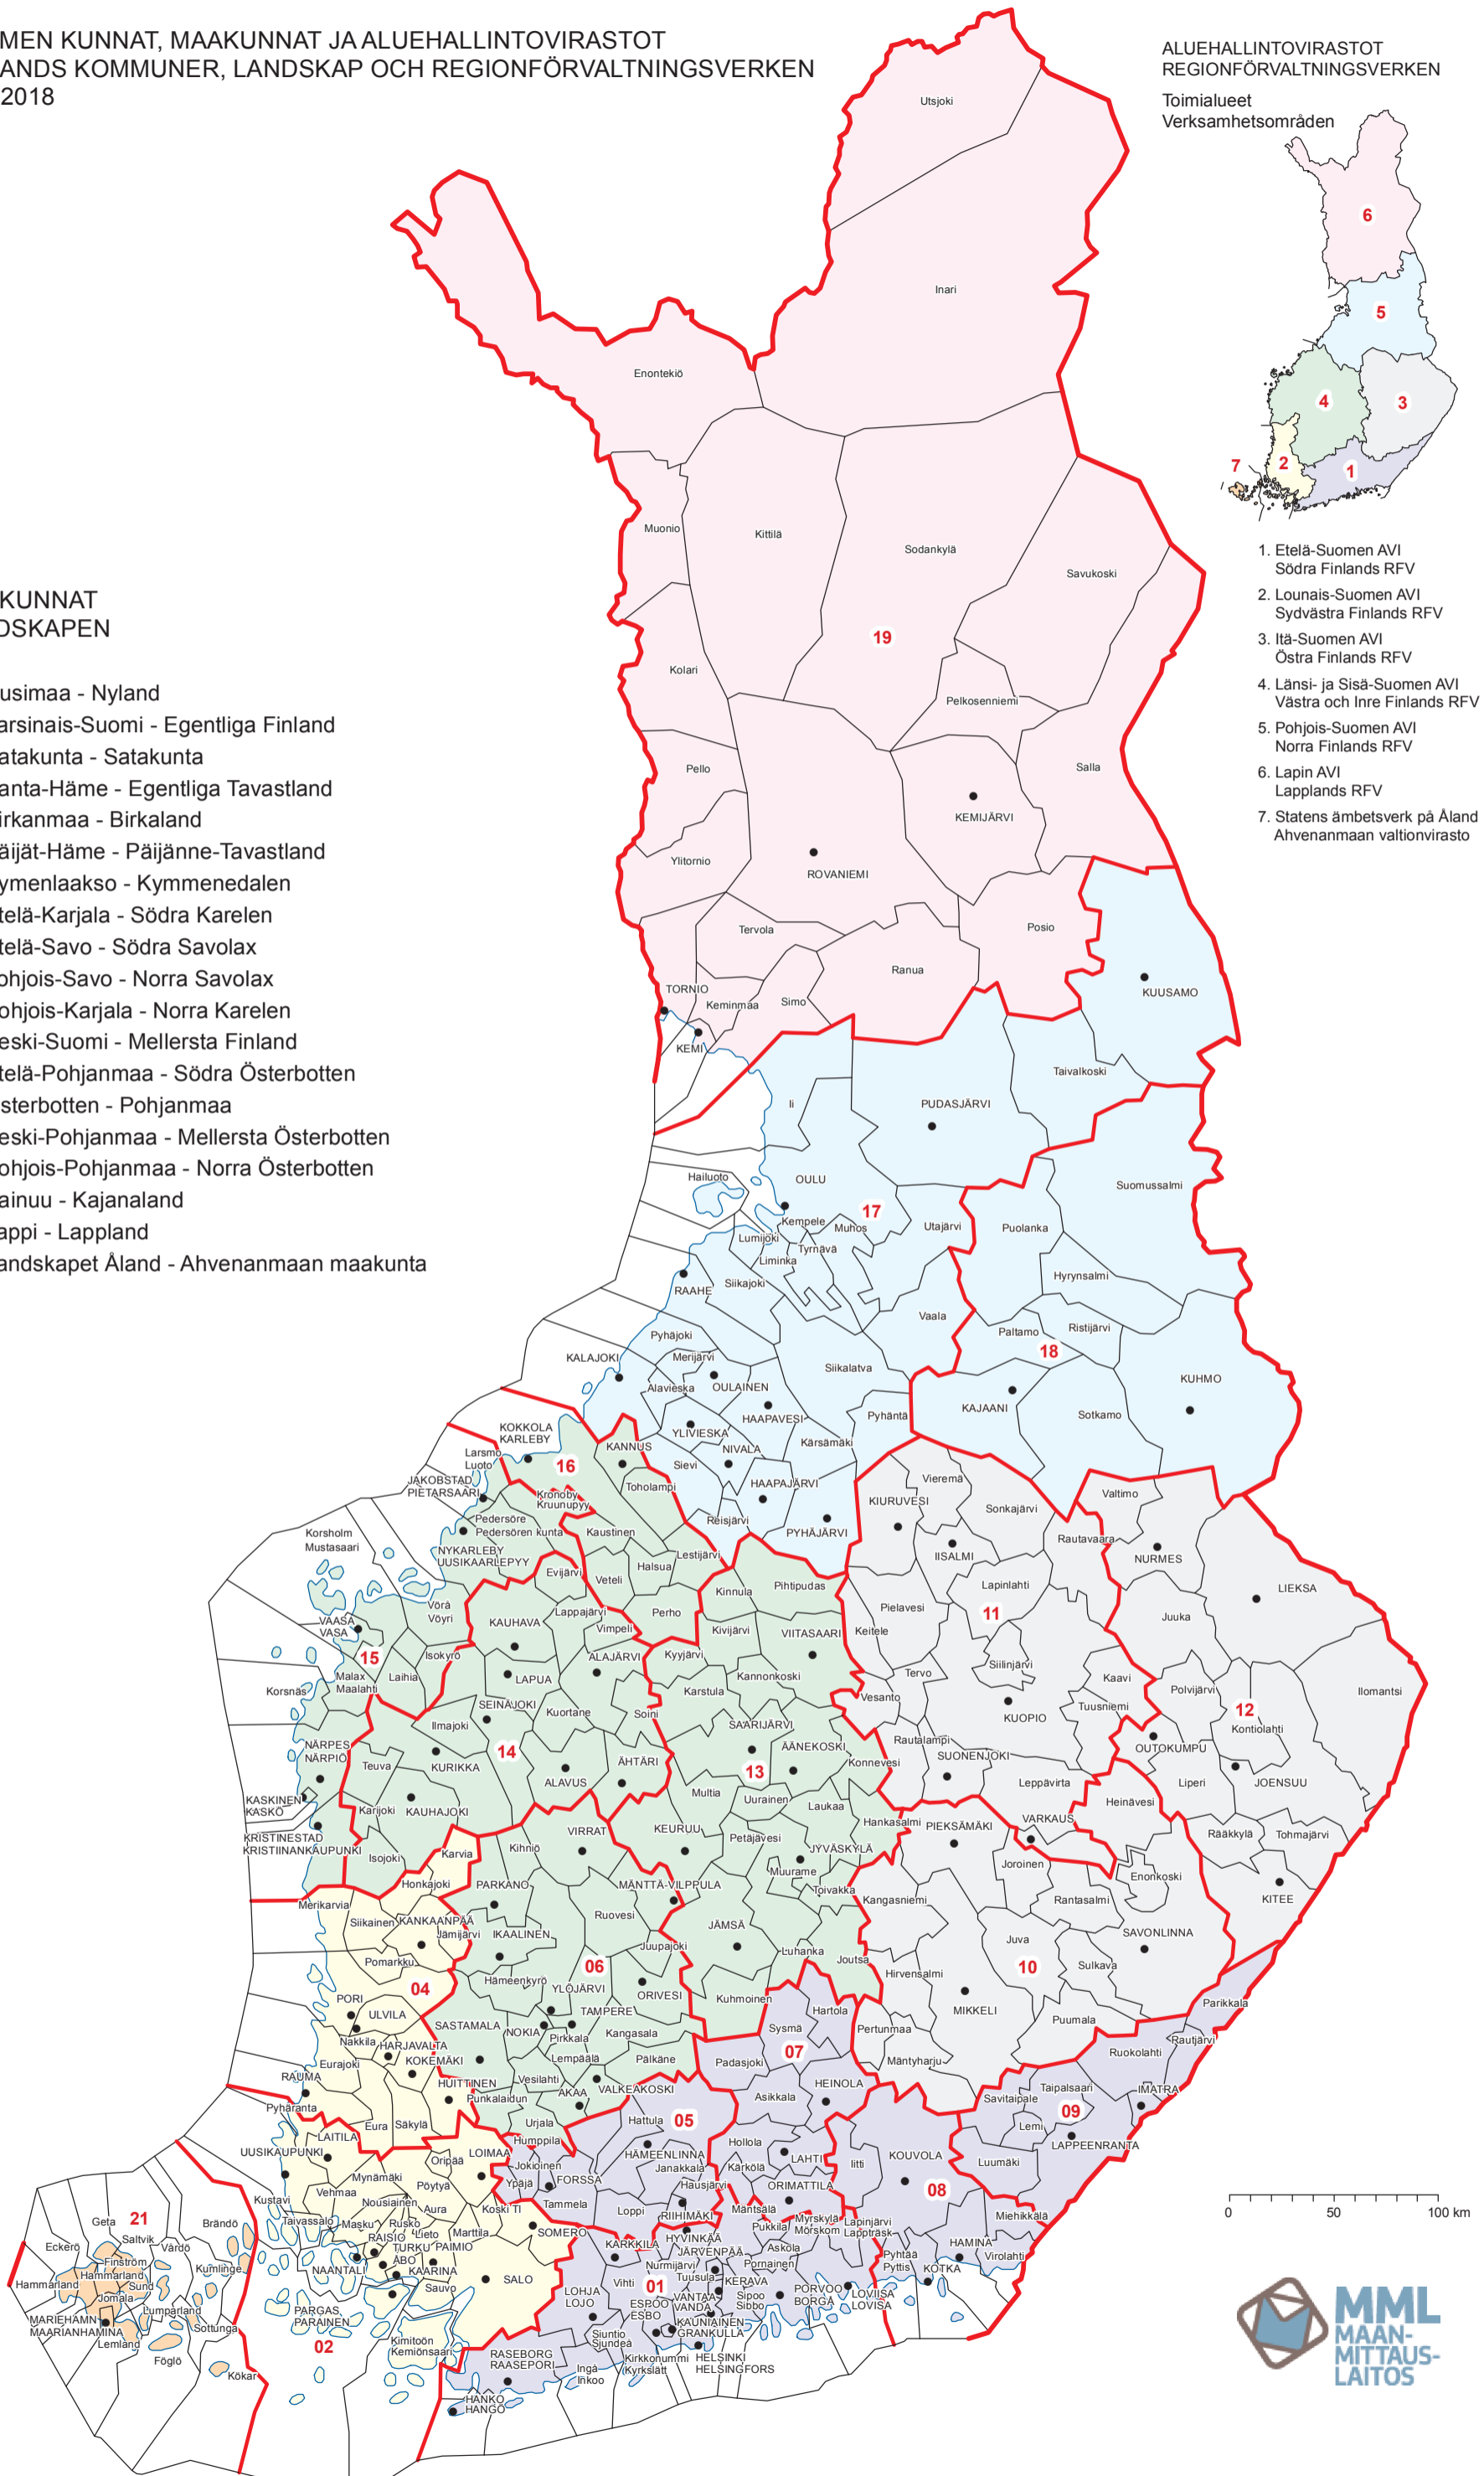 MEN KUNNAT, MAAKUNNAT JA ALUEHALLINTOVIRASTOT
ANDS KOMMUNER, LANDSKAP OCH REGIONFÖRVALTNINGSVERKEN
2018
ALUEHALLINTOVIRASTOT
REGIONFÖRVALTNINGSVERKEN
Toimialueet
Verksamhetsområden
6
5
4
3
7
2
1
1. Etelä-Suomen AVI
Södra Finlands RFV
2. Lounais-Suomen AVI
Sydvästra Finlands RFV
3. Itä-Suomen AVI
Östra Finlands RFV
4. Länsi- ja Sisä-Suomen AVI
Västra och Inre Finlands RFV
5. Pohjois-Suomen AVI
Norra Finlands RFV
6. Lapin AVI
Lapplands RFV
7. Statens ämbetsverk på Åland
Ahvenanmaan valtionvirasto
KUNNAT
DSKAPEN
usimaa - Nyland
arsinais-Suomi - Egentliga Finland
atakunta - Satakunta
anta-Häme - Egentliga Tavastland
irkanmaa - Birkaland
äijät-Häme - Päijänne-Tavastland
ymenlaakso - Kymmenedalen
telä-Karjala - Södra Karelen
telä-Savo - Södra Savolax
ohjois-Savo - Norra Savolax
ohjois-Karjala - Norra Karelen
eski-Suomi - Mellersta Finland
telä-Pohjanmaa - Södra Österbotten
sterbotten - Pohjanmaa
eski-Pohjanmaa - Mellersta Österbotten
ohjois-Pohjanmaa - Norra Österbotten
ainuu - Kajanaland
appi - Lappland
andskapet Åland - Ahvenanmaan maakunta
Utsjoki
Inari
Enontekiö
Muonio
Kittilä
Sodankylä
Savukoski
19
Kolari
Pelkosenniemi
Pello
Salla
KEMIJÄRVI
Ylitornio
ROVANIEMI
Tervola
Posio
Ranua
TORNIO
Keminmaa
Simo
KEMI
KUUSAMO
Taivalkoski
Ii
PUDASJÄRVI
Hailuoto
OULU
Suomussalmi
17
Kempele
Muhos
Utajärvi
Puolanka
Lumijoki
Tyrnävä
Liminka
Hyrynsalmi
RAAHE
Siikajoki
Vaala
Paltamo
Ristijärvi
Pyhäjoki
18
KALAJOKI
Merijärvi
Siikalatva
KUHMO
Alavieska
OULAINEN
KAJAANI
Sotkamo
HAAPAVESI
Pyhäntä
YLIVIESKA
Kärsämäki
NIVALA
Sievi
HAAPAJÄRVI
Reisjärvi
PYHÄJÄRVI
KOKKOLA
KARLEBY
KANNUS
16
Larsmo
Luoto
JAKOBSTAD
PIETARSAARI
Toholampi
Kronoby
Kruunupyy
Pedersöre
Pedersören kunta
Kaustinen
NYKARLEBY
UUSIKAARLEPYY
Lestijärvi
Halsua
Evijärvi
Veteli
Korsholm
Mustasaari
Perho
Kinnula
Pihtipudas
Vörå
Vöyri
Lappajärvi
KAUHAVA
Vimpeli
Kivijärvi
VIITASAARI
VAASA
VASA
15
Isokyrö
ALAJÄRVI
Kyyjärvi
Laihia
LAPUA
Kannonkoski
Malax
Maalahti
Korsnäs
SEINÄJOKI
Karstula
Kuortane
Soini
Ilmajoki
SAARIJÄRVI
NÄRPES
NÄRPIÖ
14
ÄÄNEKOSKI
Teuva
KURIKKA
ÄHTÄRI
13
Konnevesi
ALAVUS
Multia
KASKINEN
KASKÖ
Karijoki
KAUHAJOKI
Uurainen
Laukaa
KRISTINESTAD
KRISTIINANKAUPUNKI
VIRRAT
KEURUU
Hankasalmi
Petäjävesi
Isojoki
Kihniö
JYVÄSKYLÄ
Muurame
Toivakka
Karvia
Honkajoki
PARKANO
MÄNTTÄ-VILPPULA
Merikarvia
Siikainen
KANKAANPÄÄ
Ruovesi
JÄMSÄ
Jämijärvi
IKAALINEN
Juupajoki
Luhanka
Joutsa
Pomarkku
06
Hämeenkyrö
YLÖJÄRVI
ORIVESI
Kuhmoinen
04
PORI
ULVILA
TAMPERE
SASTAMALA
NOKIA
Pirkkala
Kangasala
Nakkila
HARJAVALTA
KOKEMÄKI
Lempäälä
Pälkäne
Eurajoki
RAUMA
HUITTINEN
Vesilahti
AKAA
VALKEAKOSKI
Punkalaidun
Pyhäranta
Eura
Säkylä
Urjala
Vieremä
KIURUVESI
Sonkajärvi
Valtimo
Rautavaara
IISALMI
NURMES
Lapinlahti
LIEKSA
Pielavesi
11
Juuka
Keitele
Siilinjärvi
Tervo
Kaavi
Vesanto
Tuusniemi
Polvijärvi
Ilomantsi
12
KUOPIO
Kontiolahti
Rautalampi
OUTOKUMPU
SUONENJOKI
Leppävirta
Liperi
JOENSUU
Heinävesi
VARKAUS
PIEKSÄMÄKI
Rääkkylä
Tohmajärvi
Joroinen
Enonkoski
Kangasniemi
Rantasalmi
KITEE
SAVONLINNA
Juva
10
Sulkava
Hirvensalmi
MIKKELI
Puumala
Parikkala
Pertunmaa
Mäntyharju
Rautjärvi
Ruokolahti
Hartola
Sysmä
07
Padasjoki
HEINOLA
Asikkala
Savitaipale
Taipalsaari
IMATRA
09
Lemi
LAPPEENRANTA
Luumäki
05
Hattula
Humppila
HÄMEENLINNA
Janakkala
Hollola
LAHTI
KOUVOLA
Iitti
Kärkölä
Jokioinen
Ypäjä
FORSSA
Hausjärvi
ORIMATTILA
08
Tammela
Loppi
RIIHIMÄKI
Miehikkälä
LAITILA
UUSIKAUPUNKI
Oripää
LOIMAA
Mynämäki
Pöytyä
Vehmaa
Nousiainen
Aura
Koski Tl
Kustavi
Taivassalo
Masku
Rusko
Lieto
Marttila
SOMERO
RAISIO
TURKU
ÅBO
PAIMIO
NAANTALI
KAARINA
Sauvo
SALO
PARGAS
PARAINEN
02
Kimitoön
Kemiönsaari
Mäntsälä
Pukkila
Myrskylä
Mörskom
Lapinjärvi
Lappträsk
KARKKILA
HYVINKÄÄ
JÄRVENPÄÄ
Askola
Pyhtää
Pyttis
HAMINA
Virolahti
Nurmijärvi
Tuusula
Pornainen
KOTKA
Vihti
01
KERAVA
LOHJA
LOJO
VANTAA
VANDA
Sipoo
Sibbo
PORVOO
BORGÅ
LOVIISA
LOVISA
ESPOO
ESBO
KAUNIAINEN
GRANKULLA
Siuntio
Sjundeå
Kirkkonummi
(Kyrkslätt
HELSINKI
HELSINGFORS
RASEBORG
RAASEPORI
Ingå
Inkoo
HANKO
HANGÖ
21
Geta
Brändö
Saltvik
Eckerö
Vårdö
Finström
Kumlinge
Hammarland
Hammarland
Sund
Jomala
Lumparland
MARIEHAMN
MAARIANHAMINA
Sottunga
Lemland
Föglö
Kökar
0 50 100 km
MML
MAAN-
MITTAUS-
LAITOS